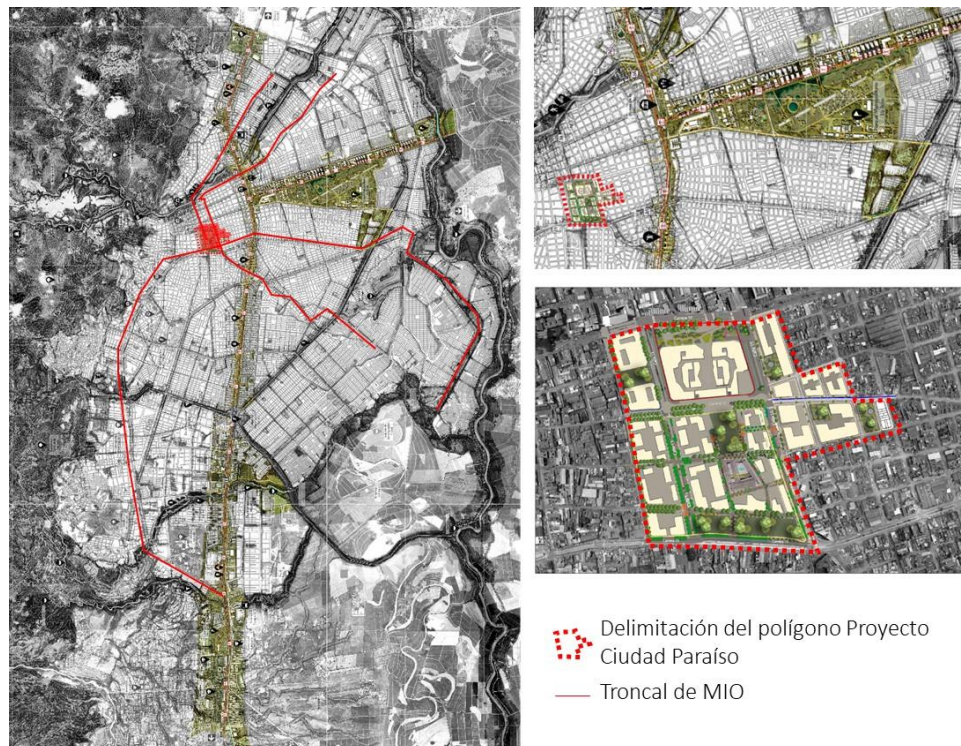 Delimitación del polígono Proyecto
Ciudad Paraíso
Troncal de MIO